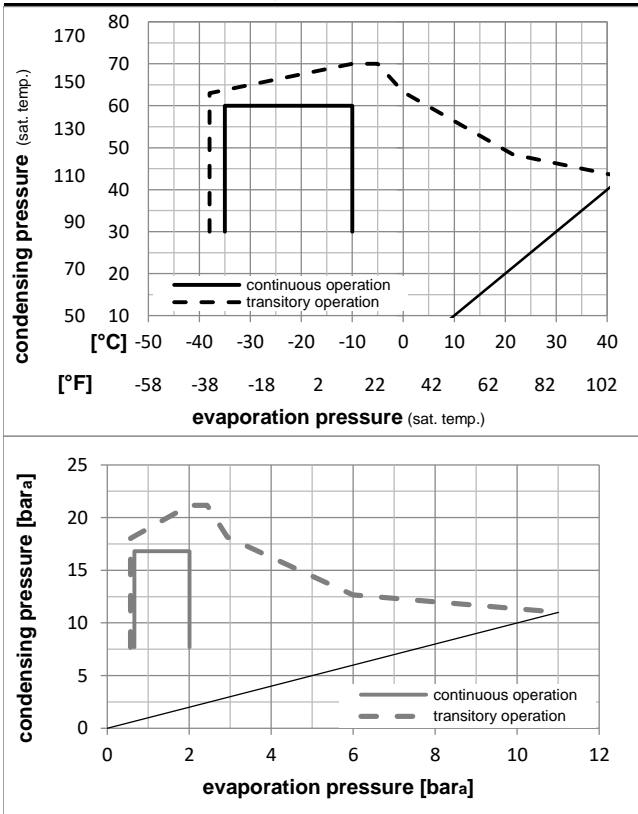 condensing pressure (sat. temp.)
170
150
130
110
90
70
50
80
70
60
50
40
30
20
10
continuous operation
transitory operation
[°C] -50 -40 -30 -20 -10 0 10 20 30 40
[°F] -58 -38 -18 2 22 42 62 82 102
evaporation pressure (sat. temp.)
condensing pressure [bara]
25
20
15
10
5
0
continuous operation
transitory operation
0 2 4 6 8 10 12
evaporation pressure [bara]